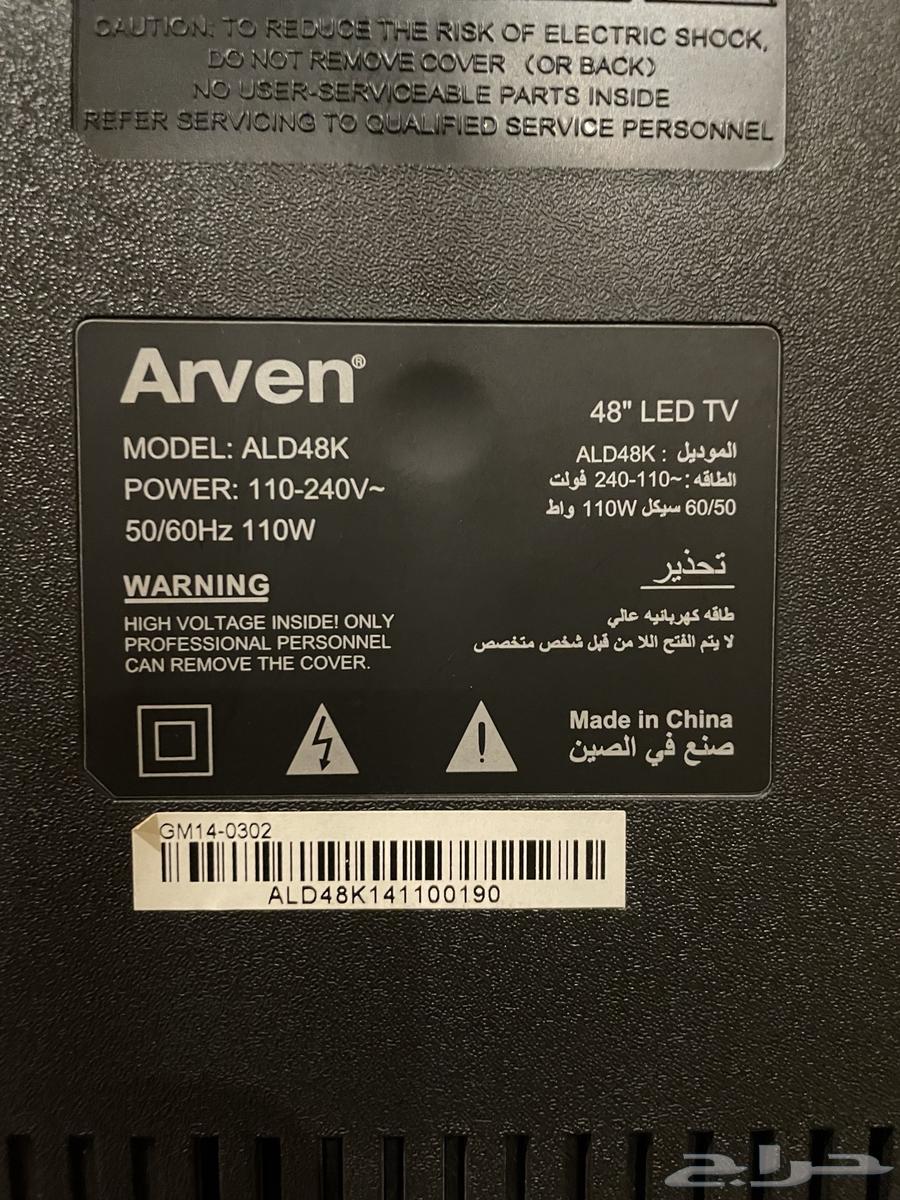 CAUTION: TO REDUCE THE RISK OF ELECTRIC SHOCK,
DO NOT REMOVE COVER (OR BACK)
NO USER-SERVICEABLE PARTS INSIDE
REFER SERVICING TO QUALIFIED SERVICE PERSONNEL
Arven®
MODEL: ALD48K
POWER: 110-240V~
50/60Hz 110W
WARNING
HIGH VOLTAGE INSIDE! ONLY
PROFESSIONAL PERSONNEL
CAN REMOVE THE COVER.
48" LED TV
الموديل : ALD48K
الطاقه :~110-240 فولت
60/50 سيكل 110W واط
تحذير
طاقه كهربائيه عالي
لا يتم الفتح اللا من قبل شخص متخصص
Made in China
صنع في الصين
GM14-0302
ALD48K141100190
حراج